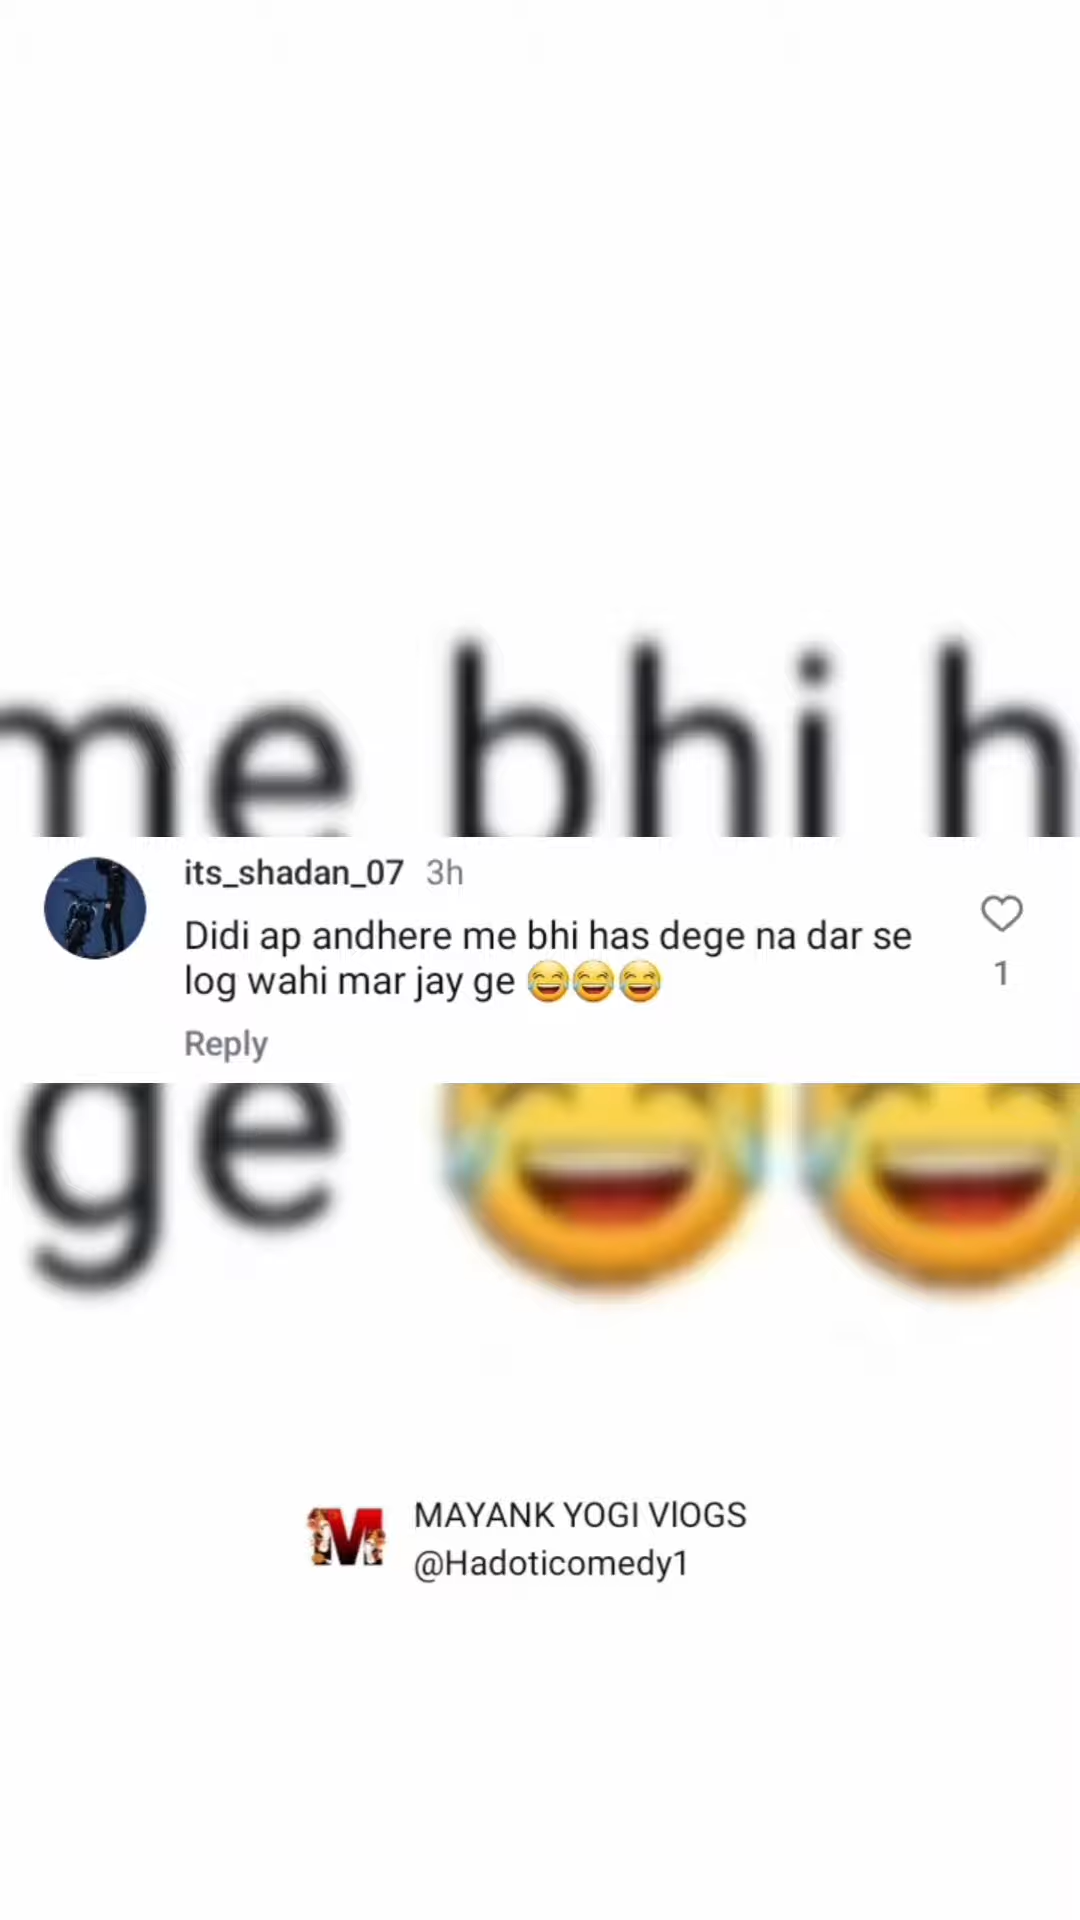 me bhi h
its_shadan_07 3h
Didi ap andhere me bhi has dege na dar se
log wahi mar jay ge 😂😂😂
1
Reply
ge 😂😂
M
MAYANK YOGI VlOGS
@Hadoticomedy1